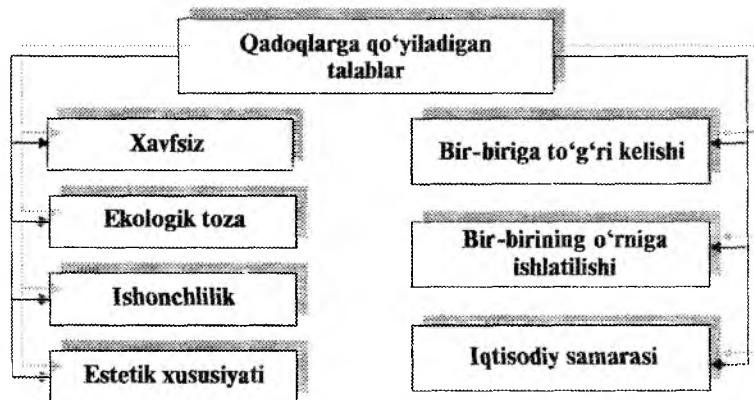 Qadoqlarga qo‘yiladigan
talablar
Xavfsiz
Ekologik toza
Ishonchlilik
Estetik xususiyati
Bir-biriga to‘g‘ri kelishi
Bir-birining o‘rniga
ishlatilishi
Iqtisodiy samarasi